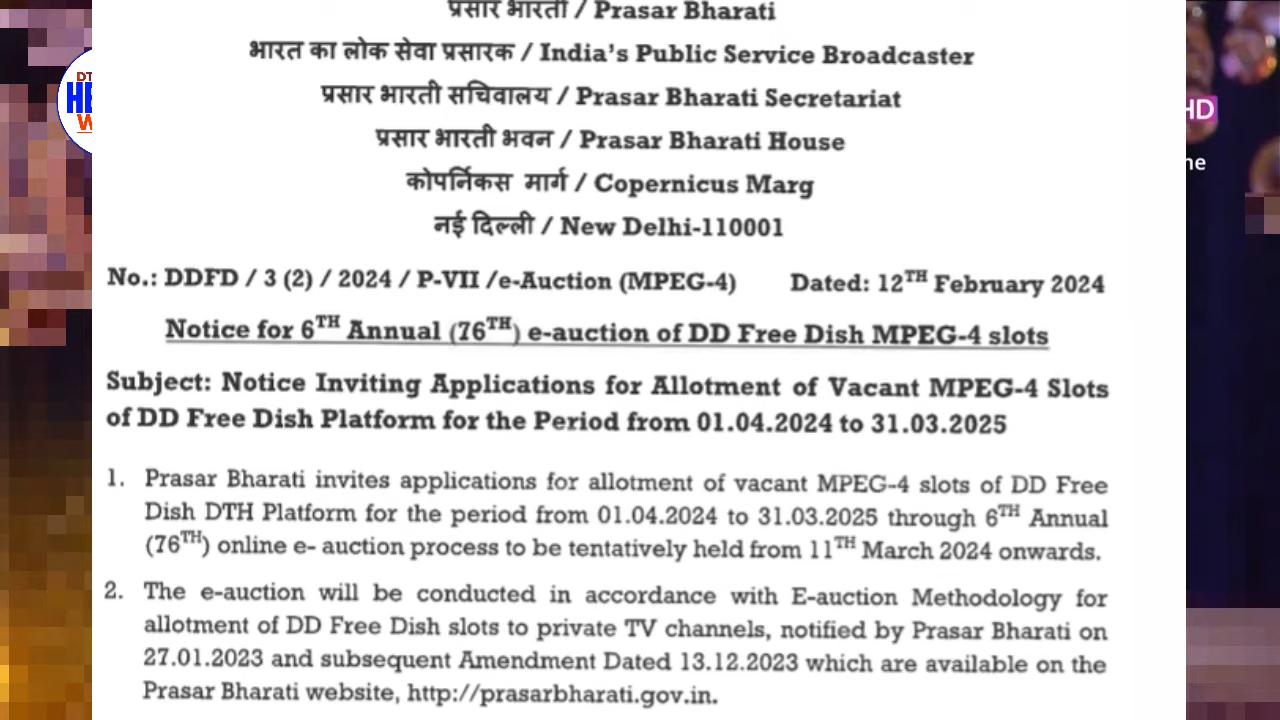 प्रसार भारती / Prasar Bharati
भारत का लोक सेवा प्रसारक / India's Public Service Broadcaster
प्रसार भारती सचिवालय / Prasar Bharati Secretariat
प्रसार भारती भवन / Prasar Bharati House
कोपर्निकस मार्ग / Copernicus Marg
नई दिल्ली / New Delhi-110001
No.: DDFD / 3 (2) / 2024 / P-VII /e-Auction (MPEG-4) Dated: 12TH February 2024
Notice for 6TH Annual (76TH) e-auction of DD Free Dish MPEG-4 slots
Subject: Notice Inviting Applications for Allotment of Vacant MPEG-4 Slots
of DD Free Dish Platform for the Period from 01.04.2024 to 31.03.2025
1. Prasar Bharati invites applications for allotment of vacant MPEG-4 slots of DD Free
Dish DTH Platform for the period from 01.04.2024 to 31.03.2025 through 6TH Annual
(76TH) online e- auction process to be tentatively held from 11TH March 2024 onwards.
2. The e-auction will be conducted in accordance with E-auction Methodology for
allotment of DD Free Dish slots to private TV channels, notified by Prasar Bharati on
27.01.2023 and subsequent Amendment Dated 13.12.2023 which are available on the
Prasar Bharati website, http://prasarbharati.gov.in.
HD